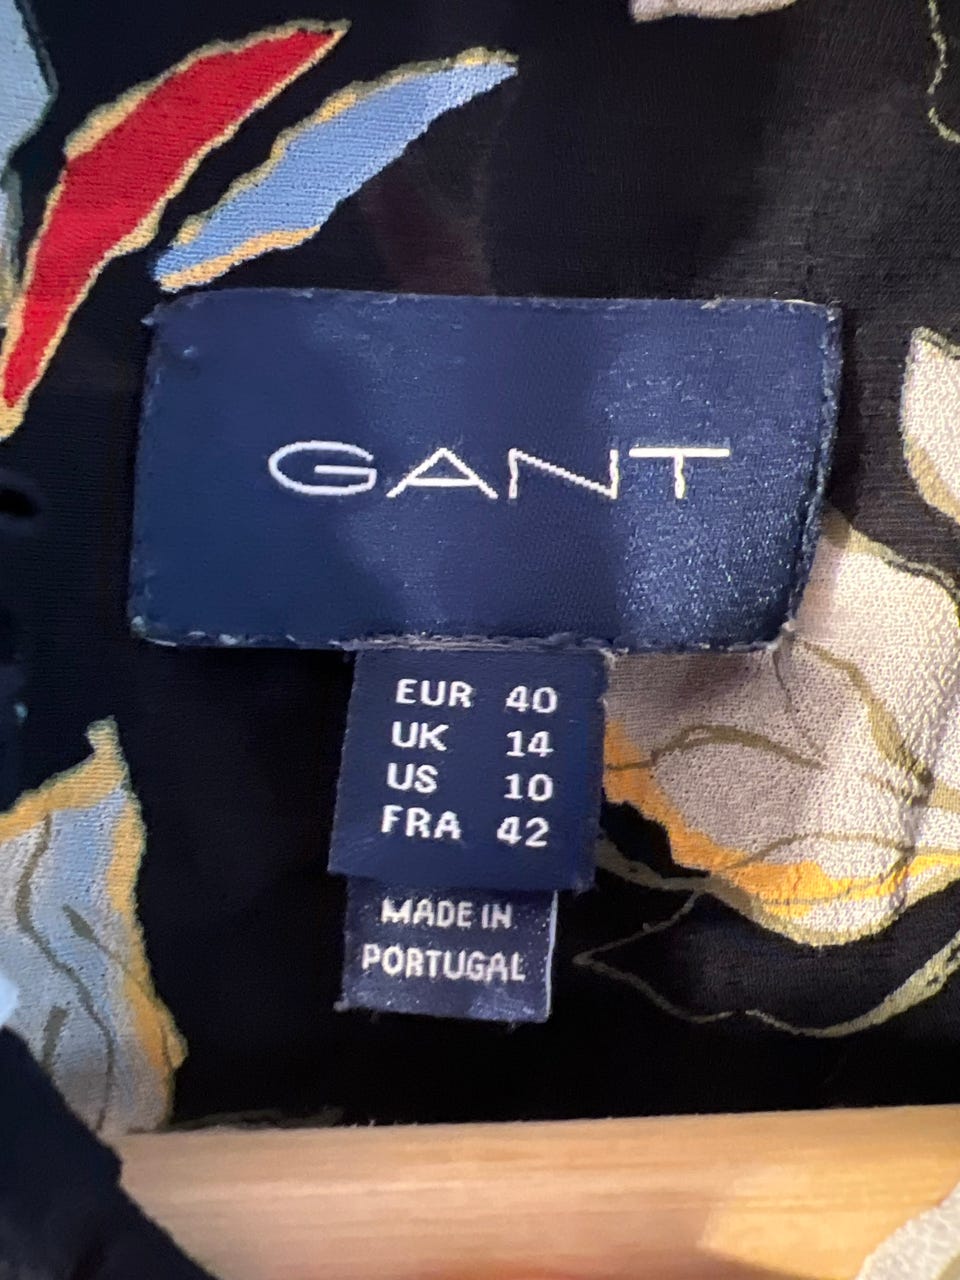 GANT
EUR 40
UK 14
US 10
FRA 42
MADE IN
PORTUGAL